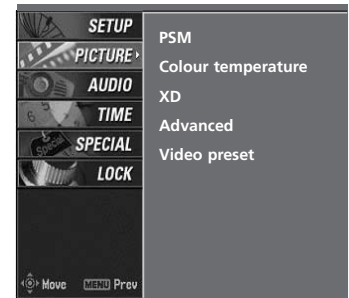 SETUP
PICTURE
AUDIO
TIME
SPECIAL
LOCK
Move MENU Prev
PSM
Colour temperature
XD
Advanced
Video preset